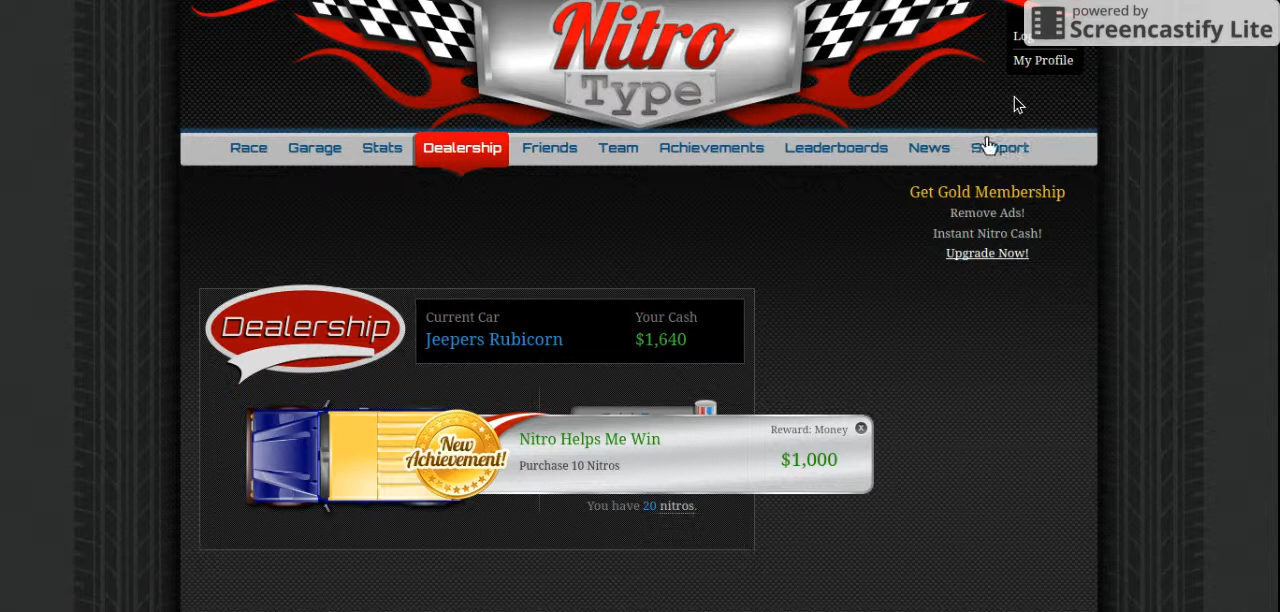 powered by
Screencastify Lite
Nitro
Type
My Profile
Race Garage Stats Dealership Friends Team Achievements Leaderboards News Support
Get Gold Membership
Remove Ads!
Instant Nitro Cash!
Upgrade Now!
Dealership
Current Car
Your Cash
Jeepers Rubicorn
$1,640
New
Achievement!
Nitro Helps Me Win
Purchase 10 Nitros
Reward: Money
$1,000
You have 20 nitros.